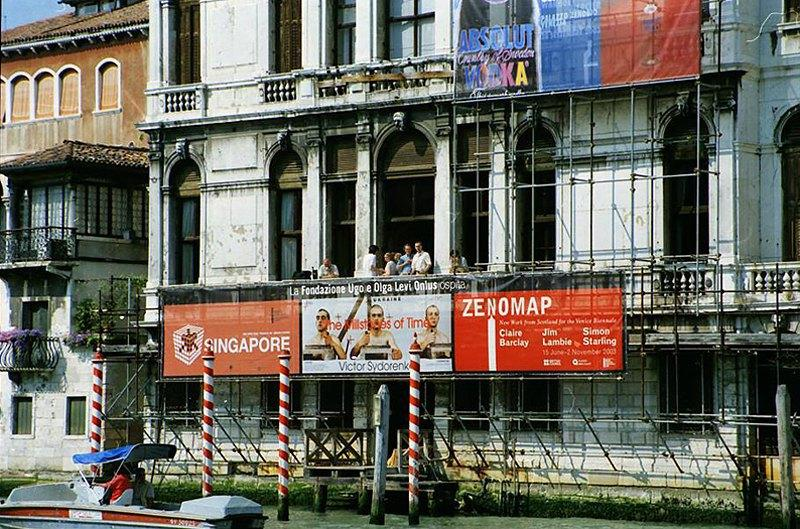 ABSOLUT
Country of Sweden
VODKA
La Fondazione Ugo e Olga Levi Onlus ospita
SINGAPORE
UKRAINE
The Millstages of Time
Victor Sydorenko
ZENOMAP
New Work from Scotland for the Venice Biennale
Claire Barclay
Jim Lambie
Simon Starling
15 June-2 November 2003